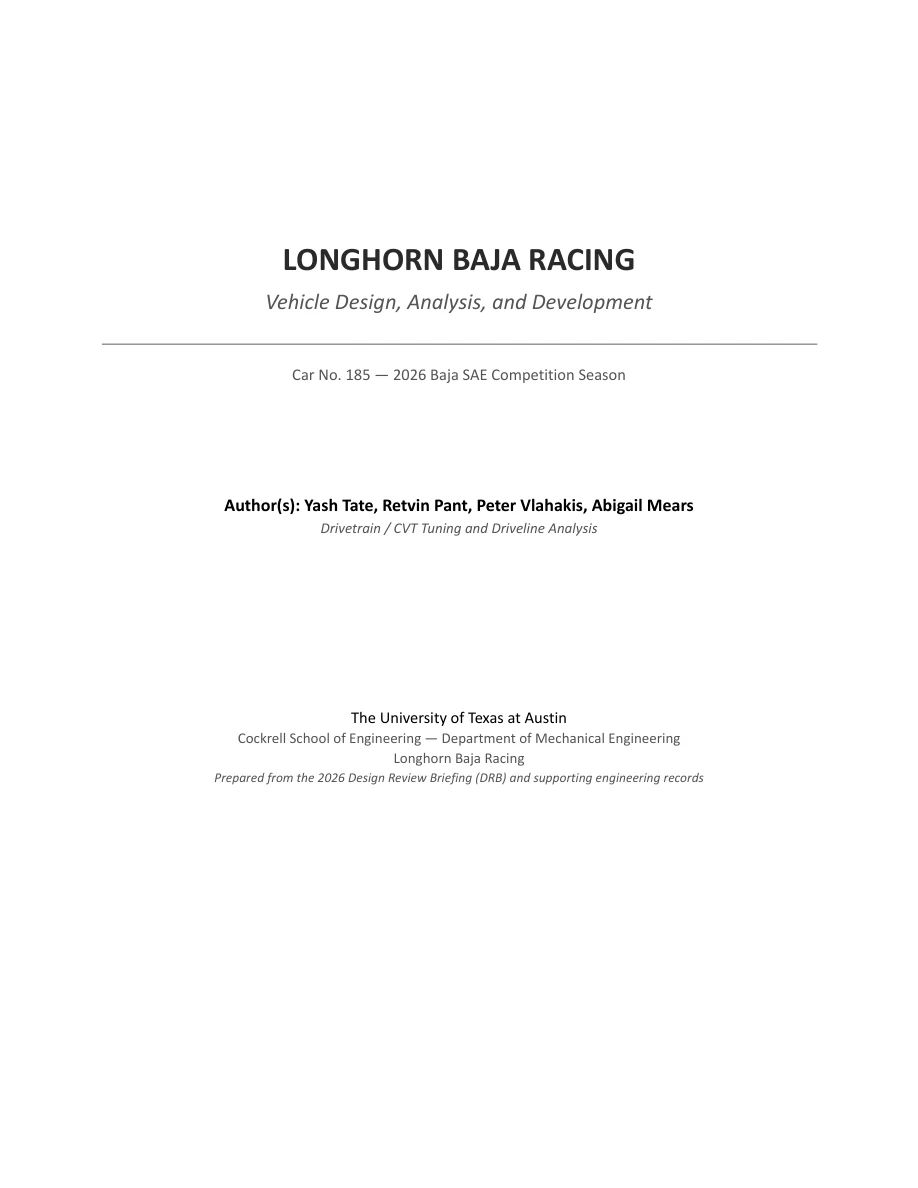 LONGHORN BAJA RACING
Vehicle Design, Analysis, and Development
Car No. 185 — 2026 Baja SAE Competition Season
Author(s): Yash Tate, Retvin Pant, Peter Vlahakis, Abigail Mears
Drivetrain / CVT Tuning and Driveline Analysis
The University of Texas at Austin
Cockrell School of Engineering — Department of Mechanical Engineering
Longhorn Baja Racing
Prepared from the 2026 Design Review Briefing (DRB) and supporting engineering records